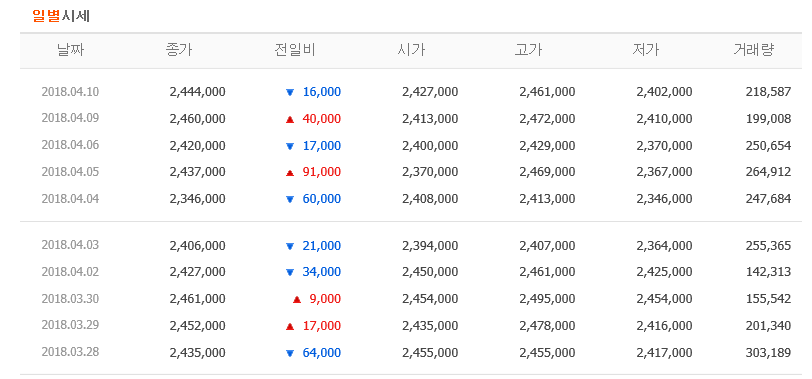 일별시세
날짜 종가 전일비 시가 고가 저가 거래량
2018.04.10 2,444,000 ▼ 16,000 2,427,000 2,461,000 2,402,000 218,587
2018.04.09 2,460,000 ▲ 40,000 2,413,000 2,472,000 2,410,000 199,008
2018.04.06 2,420,000 ▼ 17,000 2,400,000 2,429,000 2,370,000 250,654
2018.04.05 2,437,000 ▲ 91,000 2,370,000 2,469,000 2,367,000 264,912
2018.04.04 2,346,000 ▼ 60,000 2,408,000 2,413,000 2,346,000 247,684
2018.04.03 2,406,000 ▼ 21,000 2,394,000 2,407,000 2,364,000 255,365
2018.04.02 2,427,000 ▼ 34,000 2,450,000 2,461,000 2,425,000 142,313
2018.03.30 2,461,000 ▲ 9,000 2,454,000 2,495,000 2,454,000 155,542
2018.03.29 2,452,000 ▲ 17,000 2,435,000 2,478,000 2,416,000 201,340
2018.03.28 2,435,000 ▼ 64,000 2,455,000 2,455,000 2,417,000 303,189